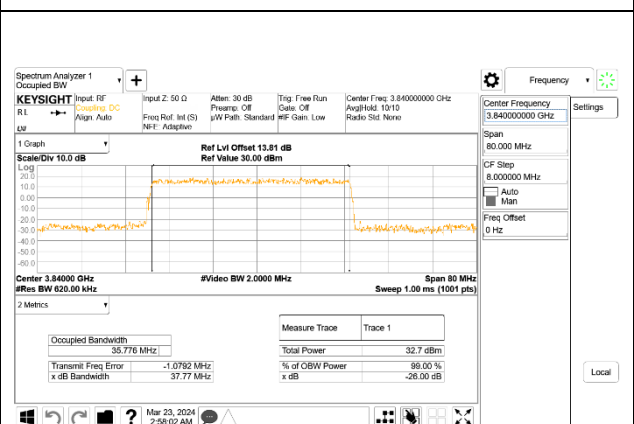 Spectrum Analyzer 1
Occupied BW
Frequency
KEYSIGHT
Input: RF
Coupling: DC
Align: Auto
Input Z: 50 Ω
Freq Ref: Int (S)
NFE: Adaptive
Atten: 30 dB
Preamp: Off
µW Path: Standard
Trig: Free Run
Gate: Off
#IF Gain: Low
Center Freq: 3.840000000 GHz
Avg|Hold: 10/10
Radio Std: None
RL
Center Frequency
3.840000000 GHz
Settings
Span
80.000 MHz
CF Step
8.000000 MHz
Auto
Man
Freq Offset
0 Hz
1 Graph
Scale/Div 10.0 dB
Ref Lvl Offset 13.81 dB
Ref Value 30.00 dBm
Log
20.0
10.0
0.00
-10.0
-20.0
-30.0
-40.0
-50.0
-60.0
Center 3.84000 GHz
#Video BW 2.0000 MHz
Span 80 MHz
#Res BW 620.00 kHz
Sweep 1.00 ms (1001 pts)
2 Metrics
Measure Trace
Trace 1
Occupied Bandwidth
35.776 MHz
Total Power
32.7 dBm
Transmit Freq Error
-1.0792 MHz
% of OBW Power
99.00 %
x dB Bandwidth
37.77 MHz
x dB
-26.00 dB
Local
Mar 23, 2024
2:58:02 AM